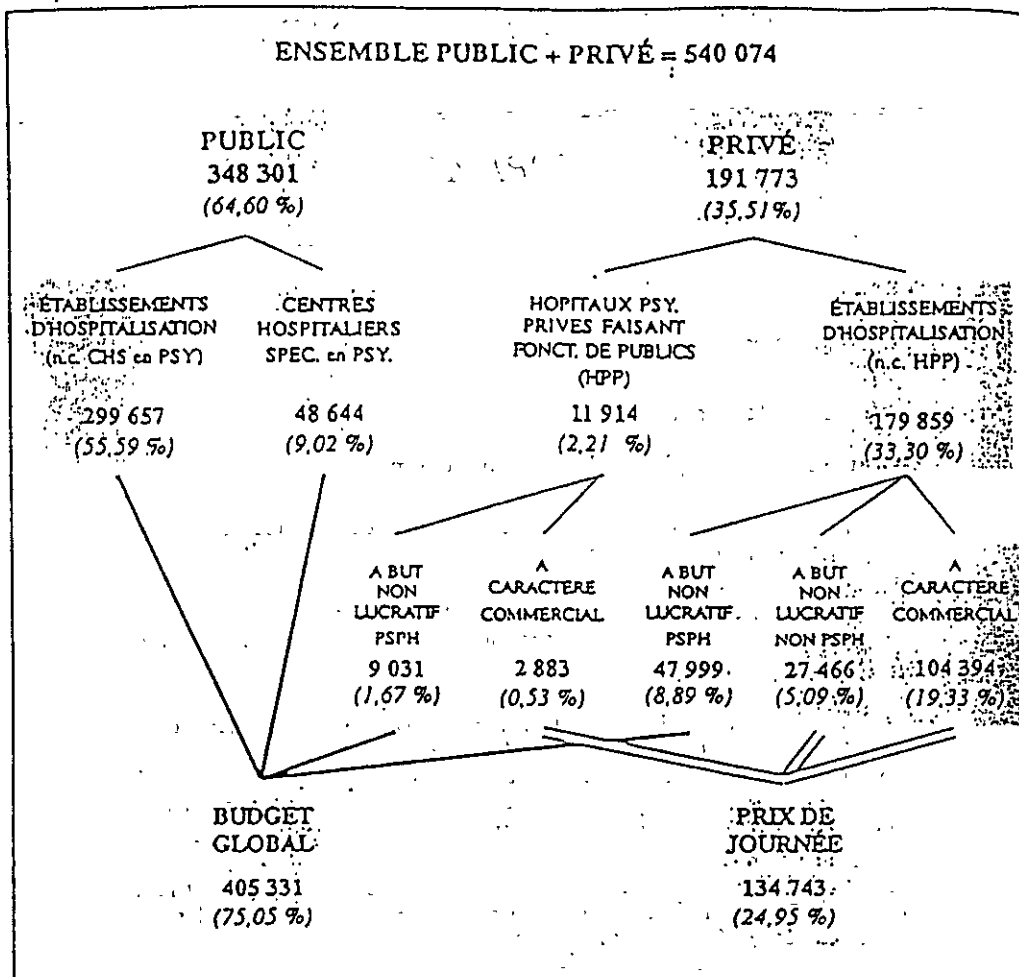 ENSEMBLE PUBLIC + PRIVÉ = 540 074
PUBLIC
348 301
(64,60 %)
PRIVÉ
191 773
(35,51%)
ÉTABLISSEMENTS
D'HOSPITALISATION
(n.c. CHS en PSY)
299 657
(55,59 %)
CENTRES
HOSPITALIERS
SPEC. en PSY.
48 644
(9,02 %)
HOPITAUX PSY.
PRIVES FAISANT
FONCT. DE PUBLICS
(HPP)
11 914
(2,21 %)
ÉTABLISSEMENTS
D'HOSPITALISATION
(n.c. HPP)
179 859
(33,30 %)
A BUT
NON
LUCRATIF
PSPH
9 031
(1,67 %)
A
CARACTERE
COMMERCIAL
2 883
(0,53 %)
A BUT
NON
LUCRATIF
PSPH
47 999
(8,89 %)
A BUT
NON
LUCRATIF
NON PSPH
27 466
(5,09 %)
A
CARACTERE
COMMERCIAL
104 394
(19,33 %)
BUDGET
GLOBAL
405 331
(75,05 %)
PRIX DE
JOURNÉE
134 743
(24,95 %)